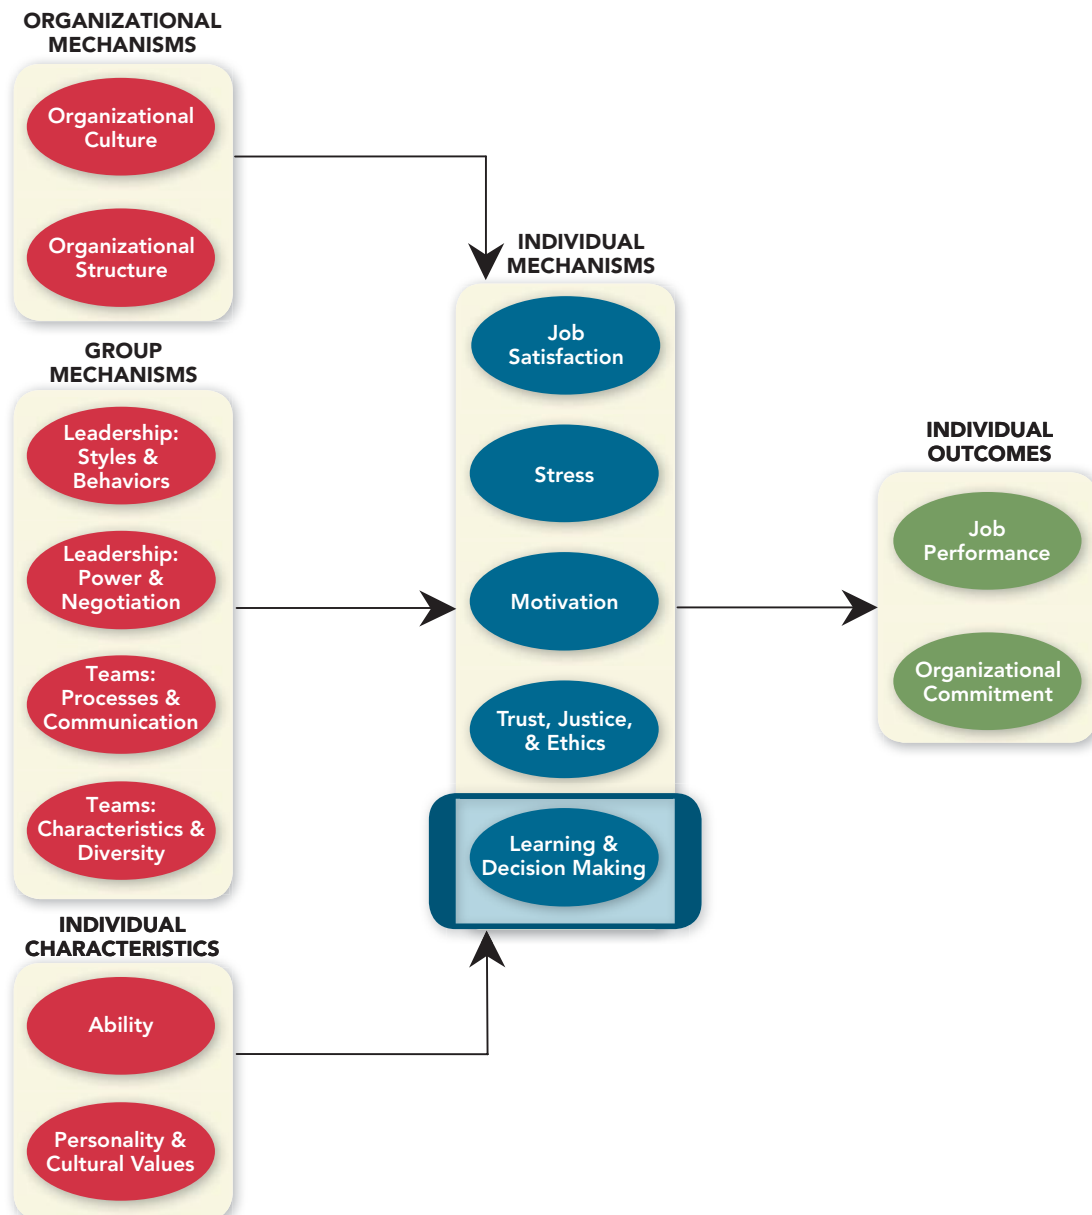 ORGANIZATIONAL
MECHANISMS
Organizational
Culture
Organizational
Structure
GROUP
MECHANISMS
Leadership:
Styles &
Behaviors
Leadership:
Power &
Negotiation
Teams:
Processes &
Communication
Teams:
Characteristics &
Diversity
INDIVIDUAL
CHARACTERISTICS
Ability
Personality &
Cultural Values
INDIVIDUAL
MECHANISMS
Job
Satisfaction
Stress
Motivation
Trust, Justice,
& Ethics
Learning &
Decision Making
INDIVIDUAL
OUTCOMES
Job
Performance
Organizational
Commitment